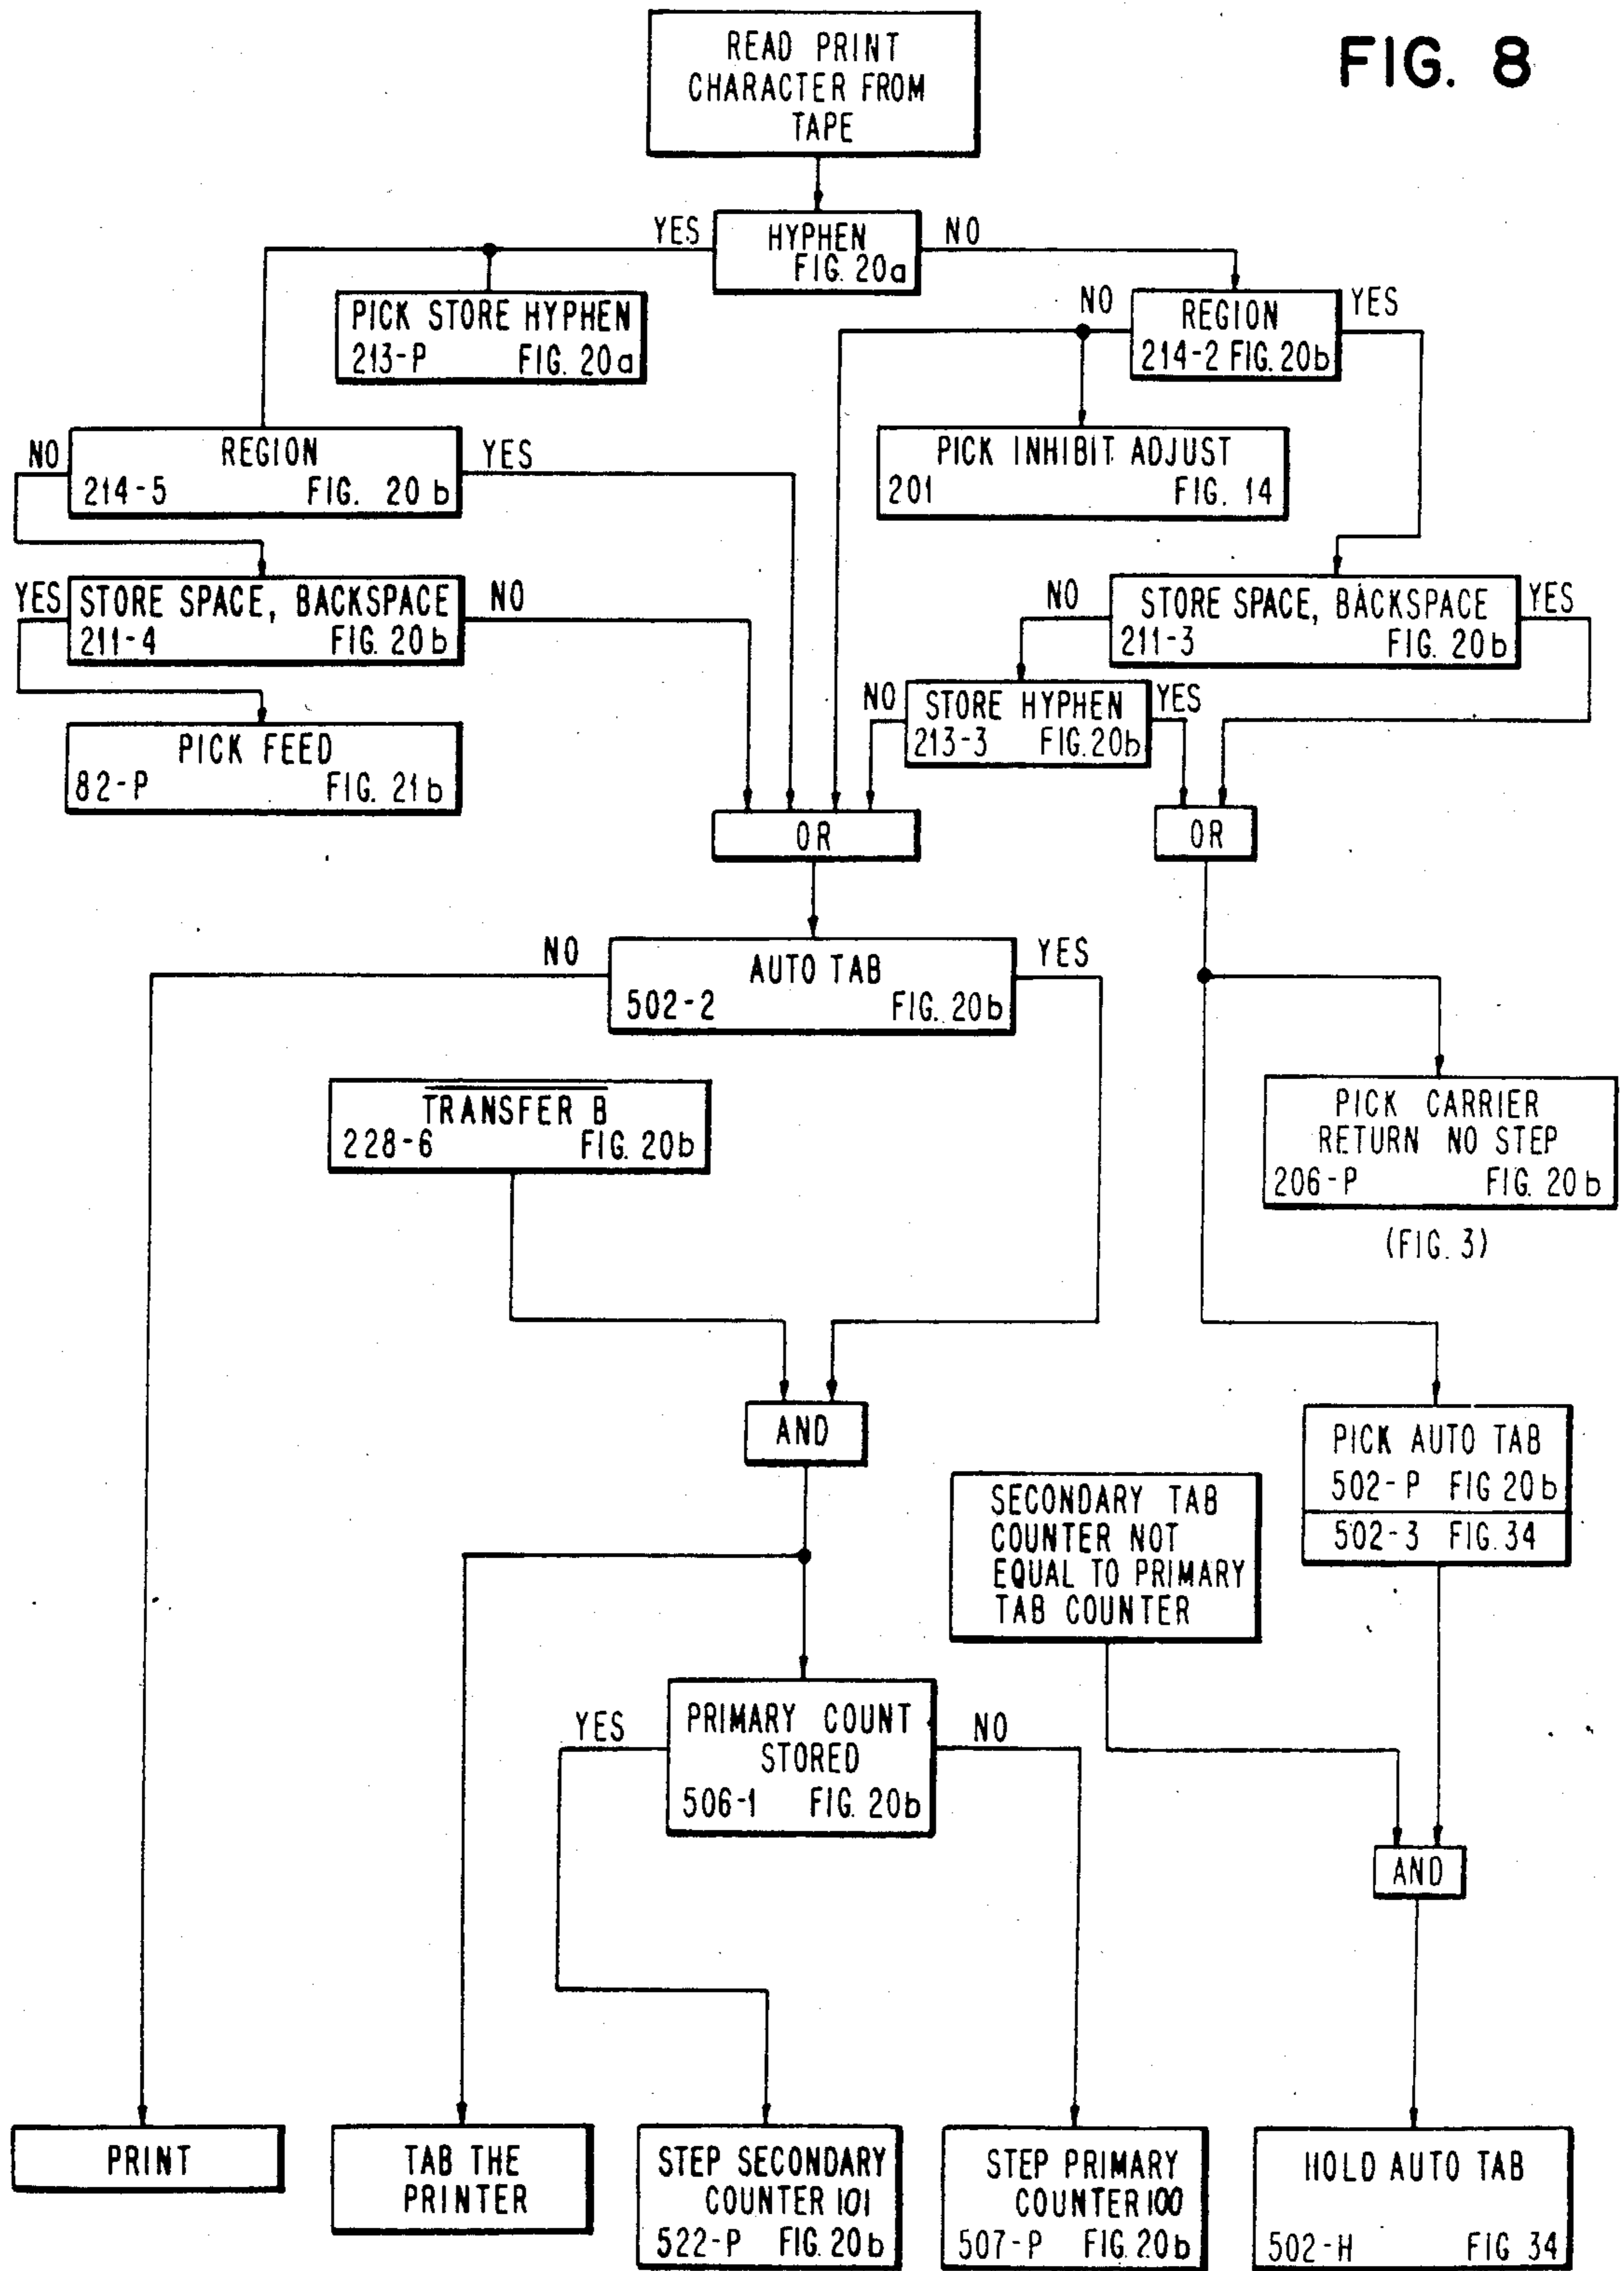 FIG. 8
READ PRINT
CHARACTER FROM
TAPE
YES
HYPHEN
FIG. 20a
NO
PICK STORE HYPHEN
213-P FIG. 20a
NO
REGION
214-2 FIG. 20b
YES
PICK INHIBIT ADJUST
201 FIG. 14
NO
REGION
214-5 FIG. 20b
YES
YES
STORE SPACE, BACKSPACE
211-4 FIG. 20b
NO
NO
STORE SPACE, BACKSPACE
211-3 FIG. 20b
YES
NO
STORE HYPHEN
213-3 FIG. 20b
YES
PICK FEED
82-P FIG. 21b
OR
OR
NO
AUTO TAB
502-2 FIG. 20b
YES
TRANSFER B
228-6 FIG. 20b
PICK CARRIER
RETURN NO STEP
206-P FIG. 20b
(FIG. 3)
AND
PICK AUTO TAB
502-P FIG 20b
502-3 FIG. 34
SECONDARY TAB
COUNTER NOT
EQUAL TO PRIMARY
TAB COUNTER
YES
PRIMARY COUNT
STORED
506-1 FIG. 20b
NO
AND
PRINT
TAB THE
PRINTER
STEP SECONDARY
COUNTER 101
522-P FIG. 20b
STEP PRIMARY
COUNTER 100
507-P FIG. 20b
HOLD AUTO TAB
502-H FIG 34